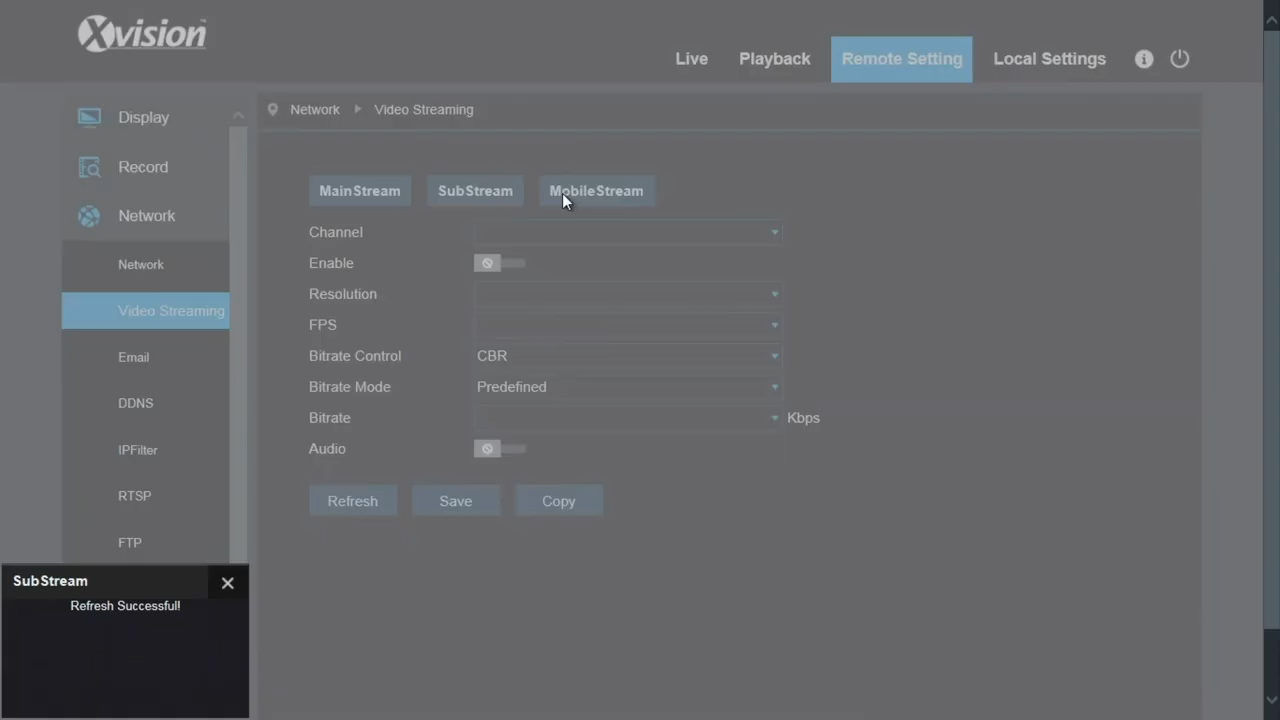 Xvision
Live Playback Remote Setting Local Settings
Display
Network Video Streaming
Record
MainStream SubStream MobileStream
Network
Channel
Enable
Network
Resolution
Video Streaming
FPS
Email
Bitrate Control CBR
Bitrate Mode Predefined
DDNS
Bitrate Kbps
IPFilter
Audio
RTSP
Refresh Save Copy
FTP
SubStream
Refresh Successful!